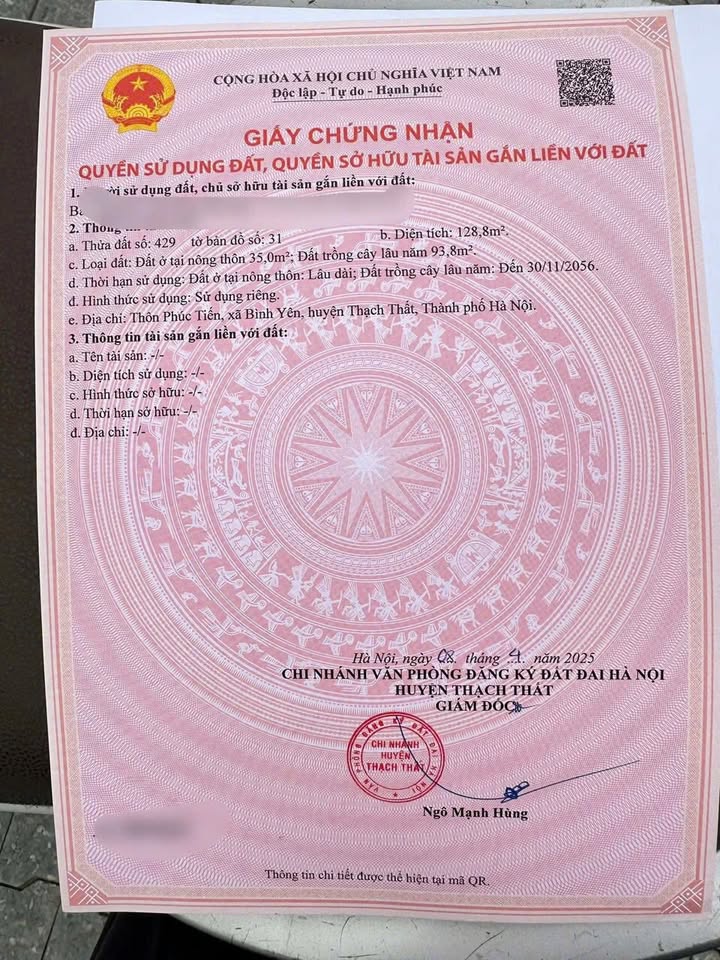 CỘNG HÒA XÃ HỘI CHỦ NGHĨA VIỆT NAM
Độc lập - Tự do - Hạnh phúc
GIẤY CHỨNG NHẬN
QUYỀN SỬ DỤNG ĐẤT, QUYỀN SỞ HỮU TÀI SẢN GẮN LIỀN VỚI ĐẤT
1. sử dụng đất, chủ sở hữu tài sản gắn liền với đất:
2. Thông
a. Thửa đất số: 429 tờ bản đồ số: 31 b. Diện tích: 128,8m².
c. Loại đất: Đất ở tại nông thôn 35,0m²; Đất trồng cây lâu năm 93,8m².
d. Thời hạn sử dụng: Đất ở tại nông thôn: Lâu dài; Đất trồng cây lâu năm: Đến 30/11/2056.
đ. Hình thức sử dụng: Sử dụng riêng.
e. Địa chỉ: Thôn Phúc Tiến, xã Bình Yên, huyện Thạch Thất, Thành phố Hà Nội.
3. Thông tin tài sản gắn liền với đất:
a. Tên tài sản: -/-
b. Diện tích sử dụng: -/-
c. Hình thức sở hữu: -/-
d. Thời hạn sở hữu: -/-
đ. Địa chỉ: -/-
Hà Nội, ngày 08 tháng 4 năm 2025
CHI NHÁNH VĂN PHÒNG ĐĂNG KÝ ĐẤT ĐAI HÀ NỘI
HUYỆN THẠCH THẤT
GIÁM ĐỐC
VĂN PHÒNG ĐĂNG KÝ ĐẤT ĐAI HÀ NỘI
CHI NHÁNH
HUYỆN
THẠCH THẤT
Ngô Mạnh Hùng
Thông tin chi tiết được thể hiện tại mã QR.